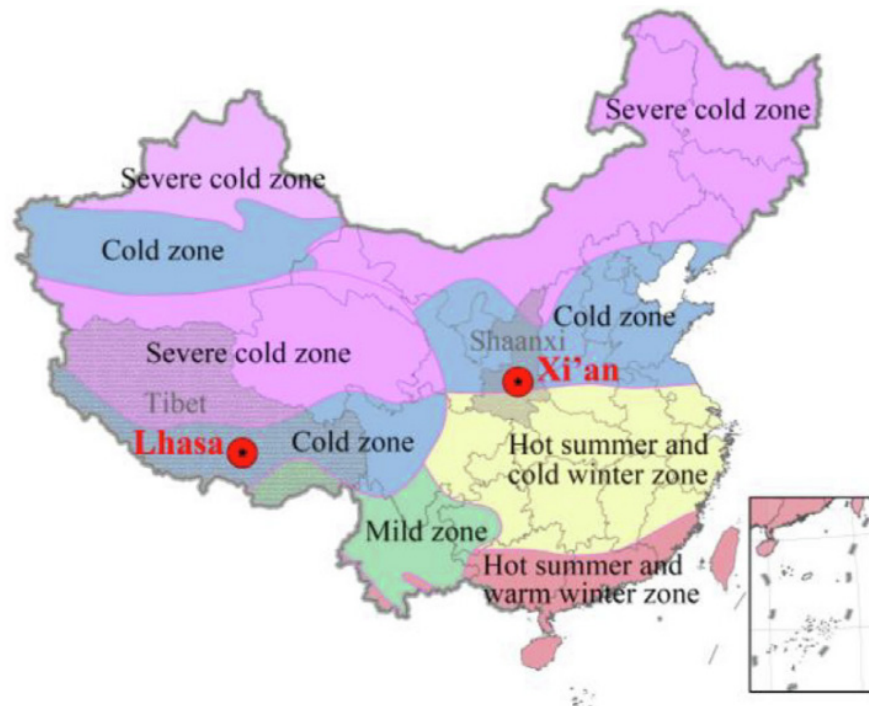 Severe cold zone
Severe cold zone
Cold zone
Cold zone
Shaanxi
Severe cold zone
Xi'an
Tibet
Lhasa
Cold zone
Hot summer and
cold winter zone
Mild zone
Hot summer and
warm winter zone